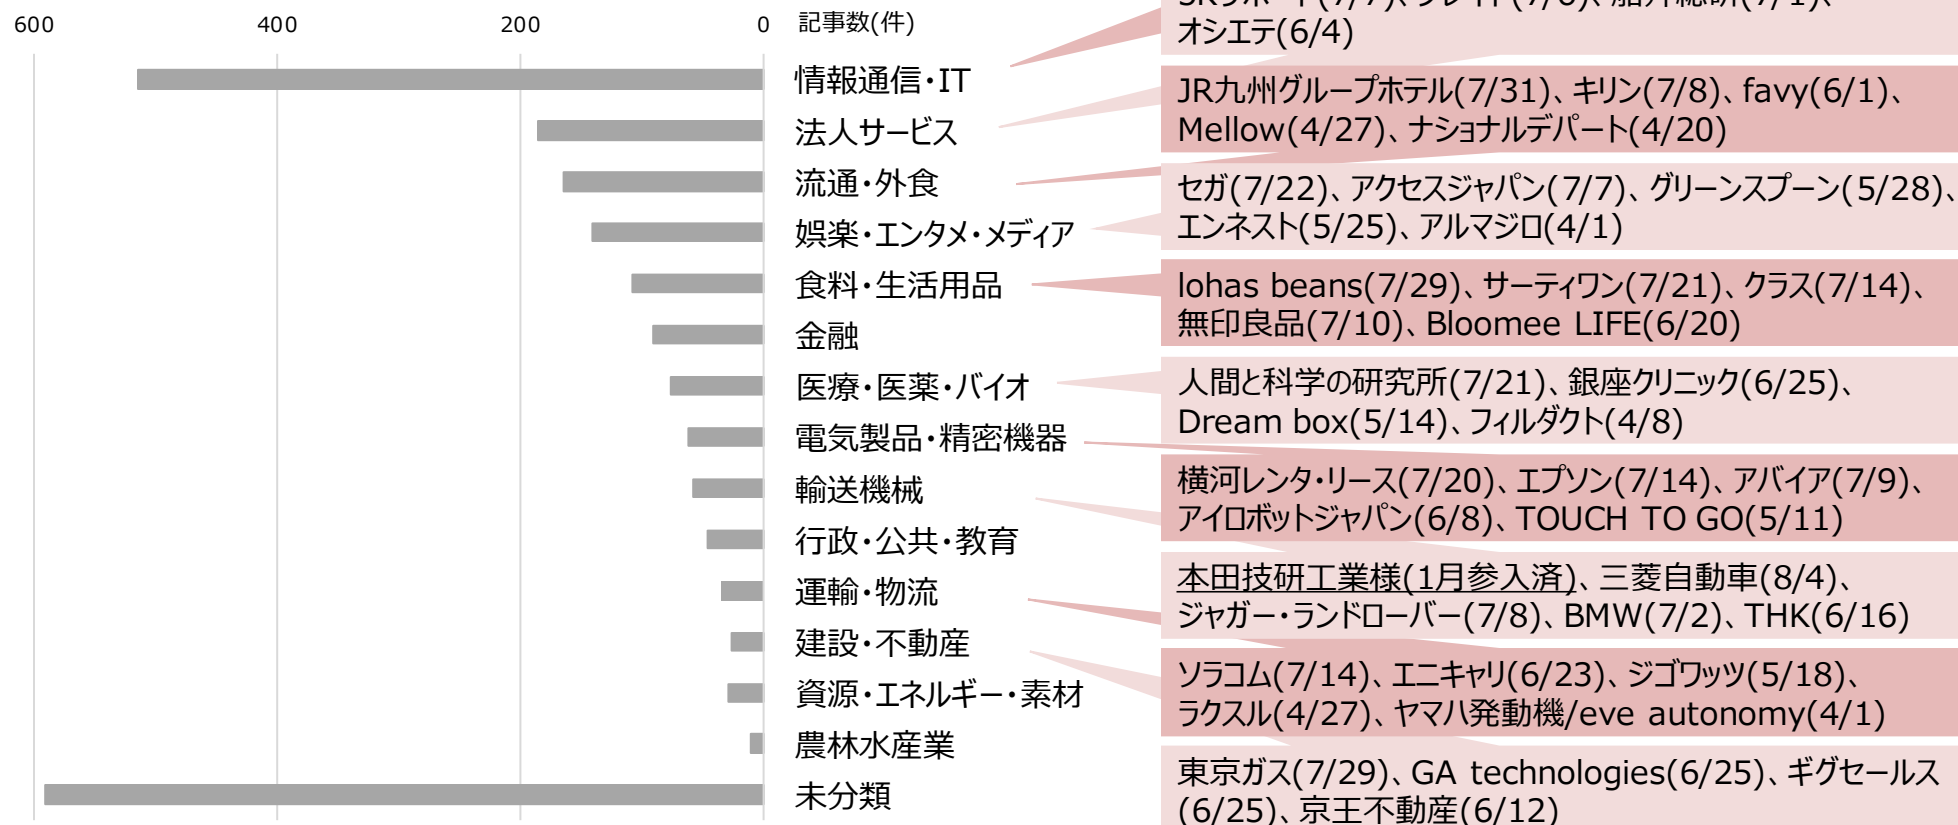 600
400
200
0
記事数(件)
情報通信・IT
法人サービス
流通・外食
娯楽・エンタメ・メディア
食料・生活用品
金融
医療・医薬・バイオ
電気製品・精密機器
輸送機械
行政・公共・教育
運輸・物流
建設・不動産
資源・エネルギー・素材
農林水産業
未分類
オシエテ(6/4)
JR九州グループホテル(7/31)、キリン(7/8)、favy(6/1)、
Mellow(4/27)、ナショナルデパート(4/20)
セガ(7/22)、アクセスジャパン(7/7)、グリーンスプーン(5/28)、
エンネスト(5/25)、アルマジロ(4/1)
lohas beans(7/29)、サーティワン(7/21)、クラス(7/14)、
無印良品(7/10)、Bloomee LIFE(6/20)
人間と科学の研究所(7/21)、銀座クリニック(6/25)、
Dream box(5/14)、フィルダクト(4/8)
横河レンタ・リース(7/20)、エプソン(7/14)、アバイア(7/9)、
アイロボットジャパン(6/8)、TOUCH TO GO(5/11)
本田技研工業様(1月参入済)、三菱自動車(8/4)、
ジャガー・ランドローバー(7/8)、BMW(7/2)、THK(6/16)
ソラコム(7/14)、エニキャリ(6/23)、ジゴワッツ(5/18)、
ラクスル(4/27)、ヤマハ発動機/eve autonomy(4/1)
東京ガス(7/29)、GA technologies(6/25)、ギグセールス
(6/25)、京王不動産(6/12)